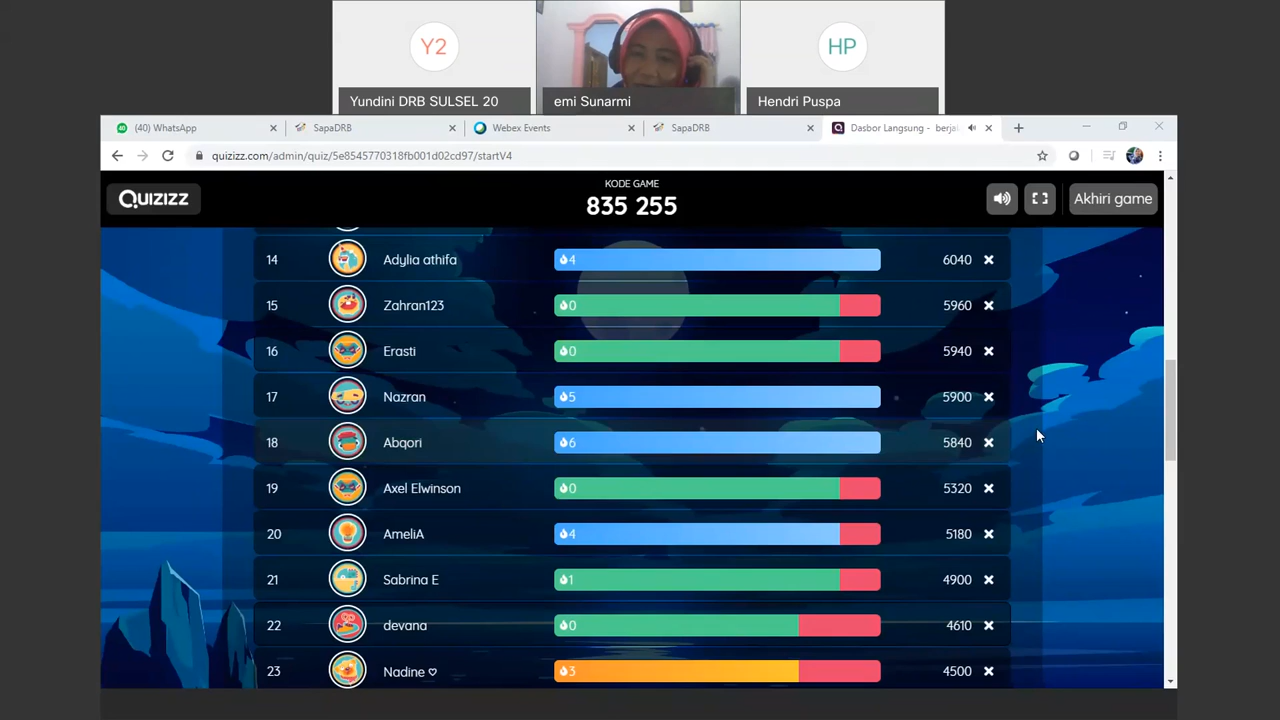 Y2
HP
Yundini DRB SULSEL 20
emi Sunarmi
Hendri Puspa
(40) WhatsApp
SapaDRB
Webex Events
SapaDRB
Dasbor Langsung - berjal
quizizz.com/admin/quiz/5e8545770318fb001d02cd97/startV4
QUIZIZZ
KODE GAME
835 255
Akhiri game
14 Adylia athifa 4 6040
15 Zahran123 0 5960
16 Erasti 0 5940
17 Nazran 5 5900
18 Abqori 6 5840
19 Axel Elwinson 0 5320
20 AmeliA 4 5180
21 Sabrina E 1 4900
22 devana 0 4610
23 Nadine ♡ 3 4500